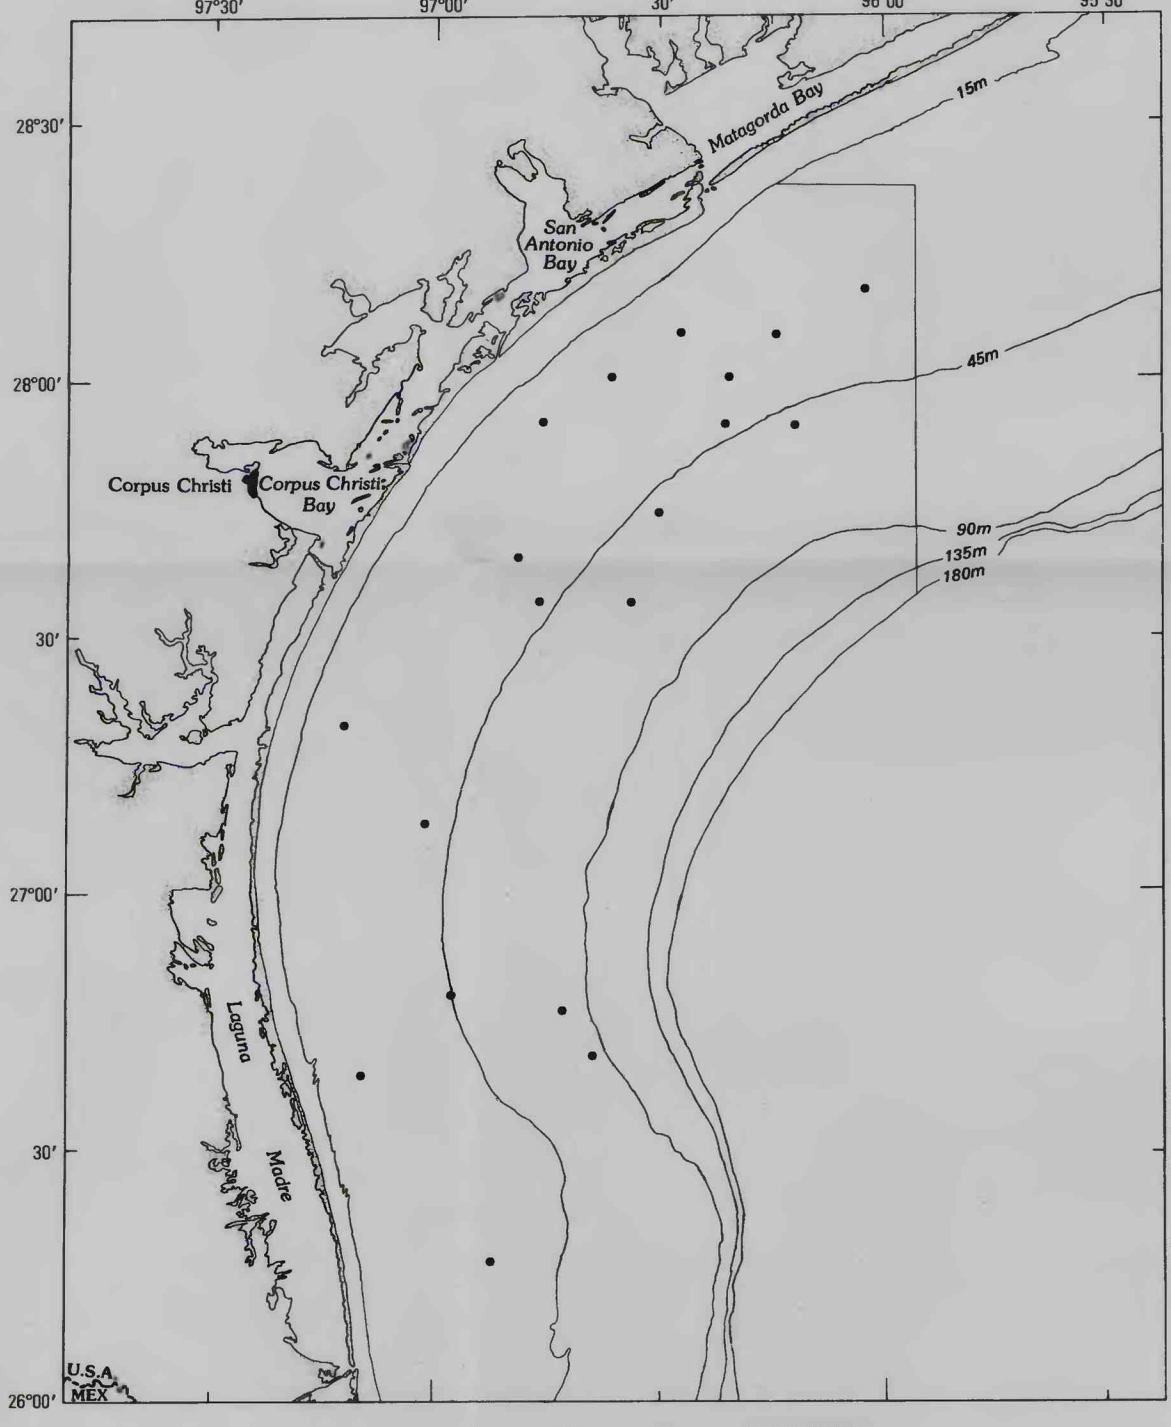 97°30′ 97°00′ 30′ 96°00′ 95°30′
28°30′
Matagorda Bay
15m
San
Antonio
Bay
28°00′
45m
Corpus Christi
Corpus Christi
Bay
90m
135m
180m
30′
27°00′
Laguna
Madre
30′
U.S.A
MEX
26°00′